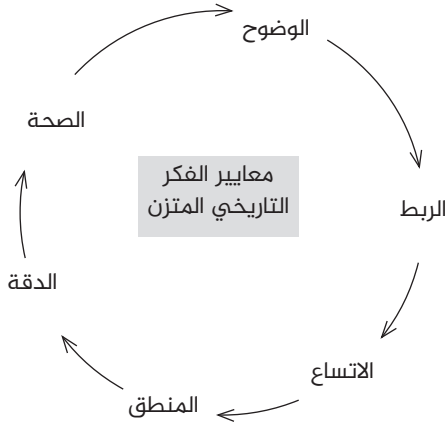 معايير الفكر
التاريخي المتزن
الوضوح
الربط
الاتساع
المنطق
الدقة
الصحة